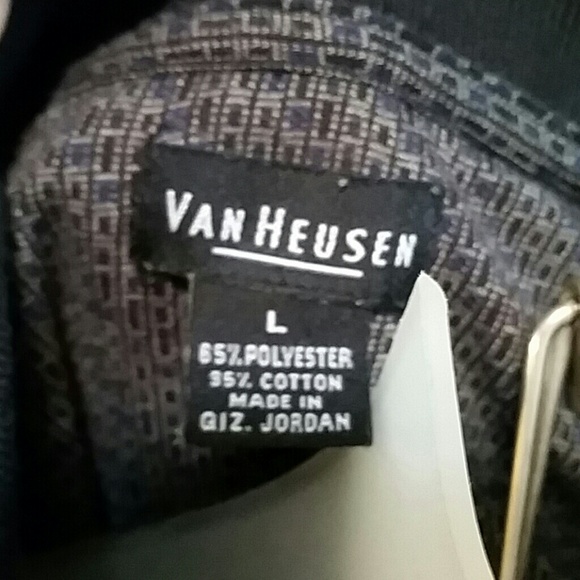 VAN HEUSEN
L
65% POLYESTER
35% COTTON
MADE IN
QIZ. JORDAN